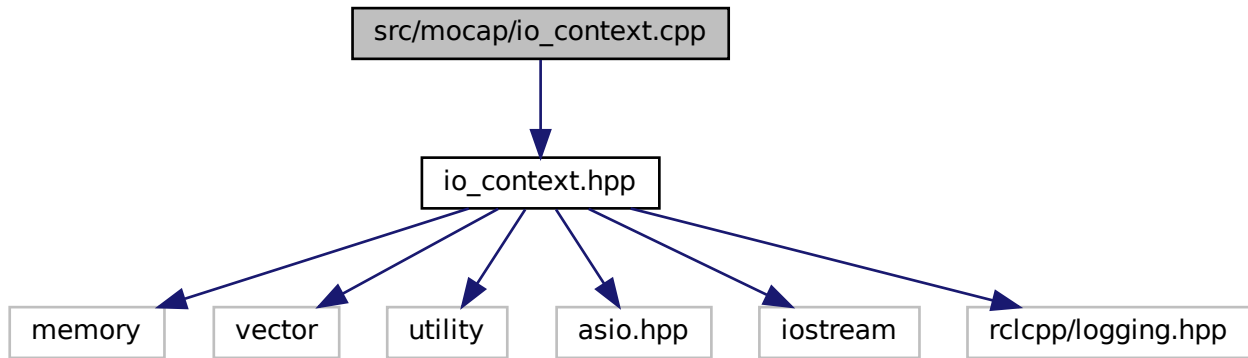 src/mocap/io_context.cpp
io_context.hpp
memory
vector
utility
asio.hpp
iostream
rclcpp/logging.hpp